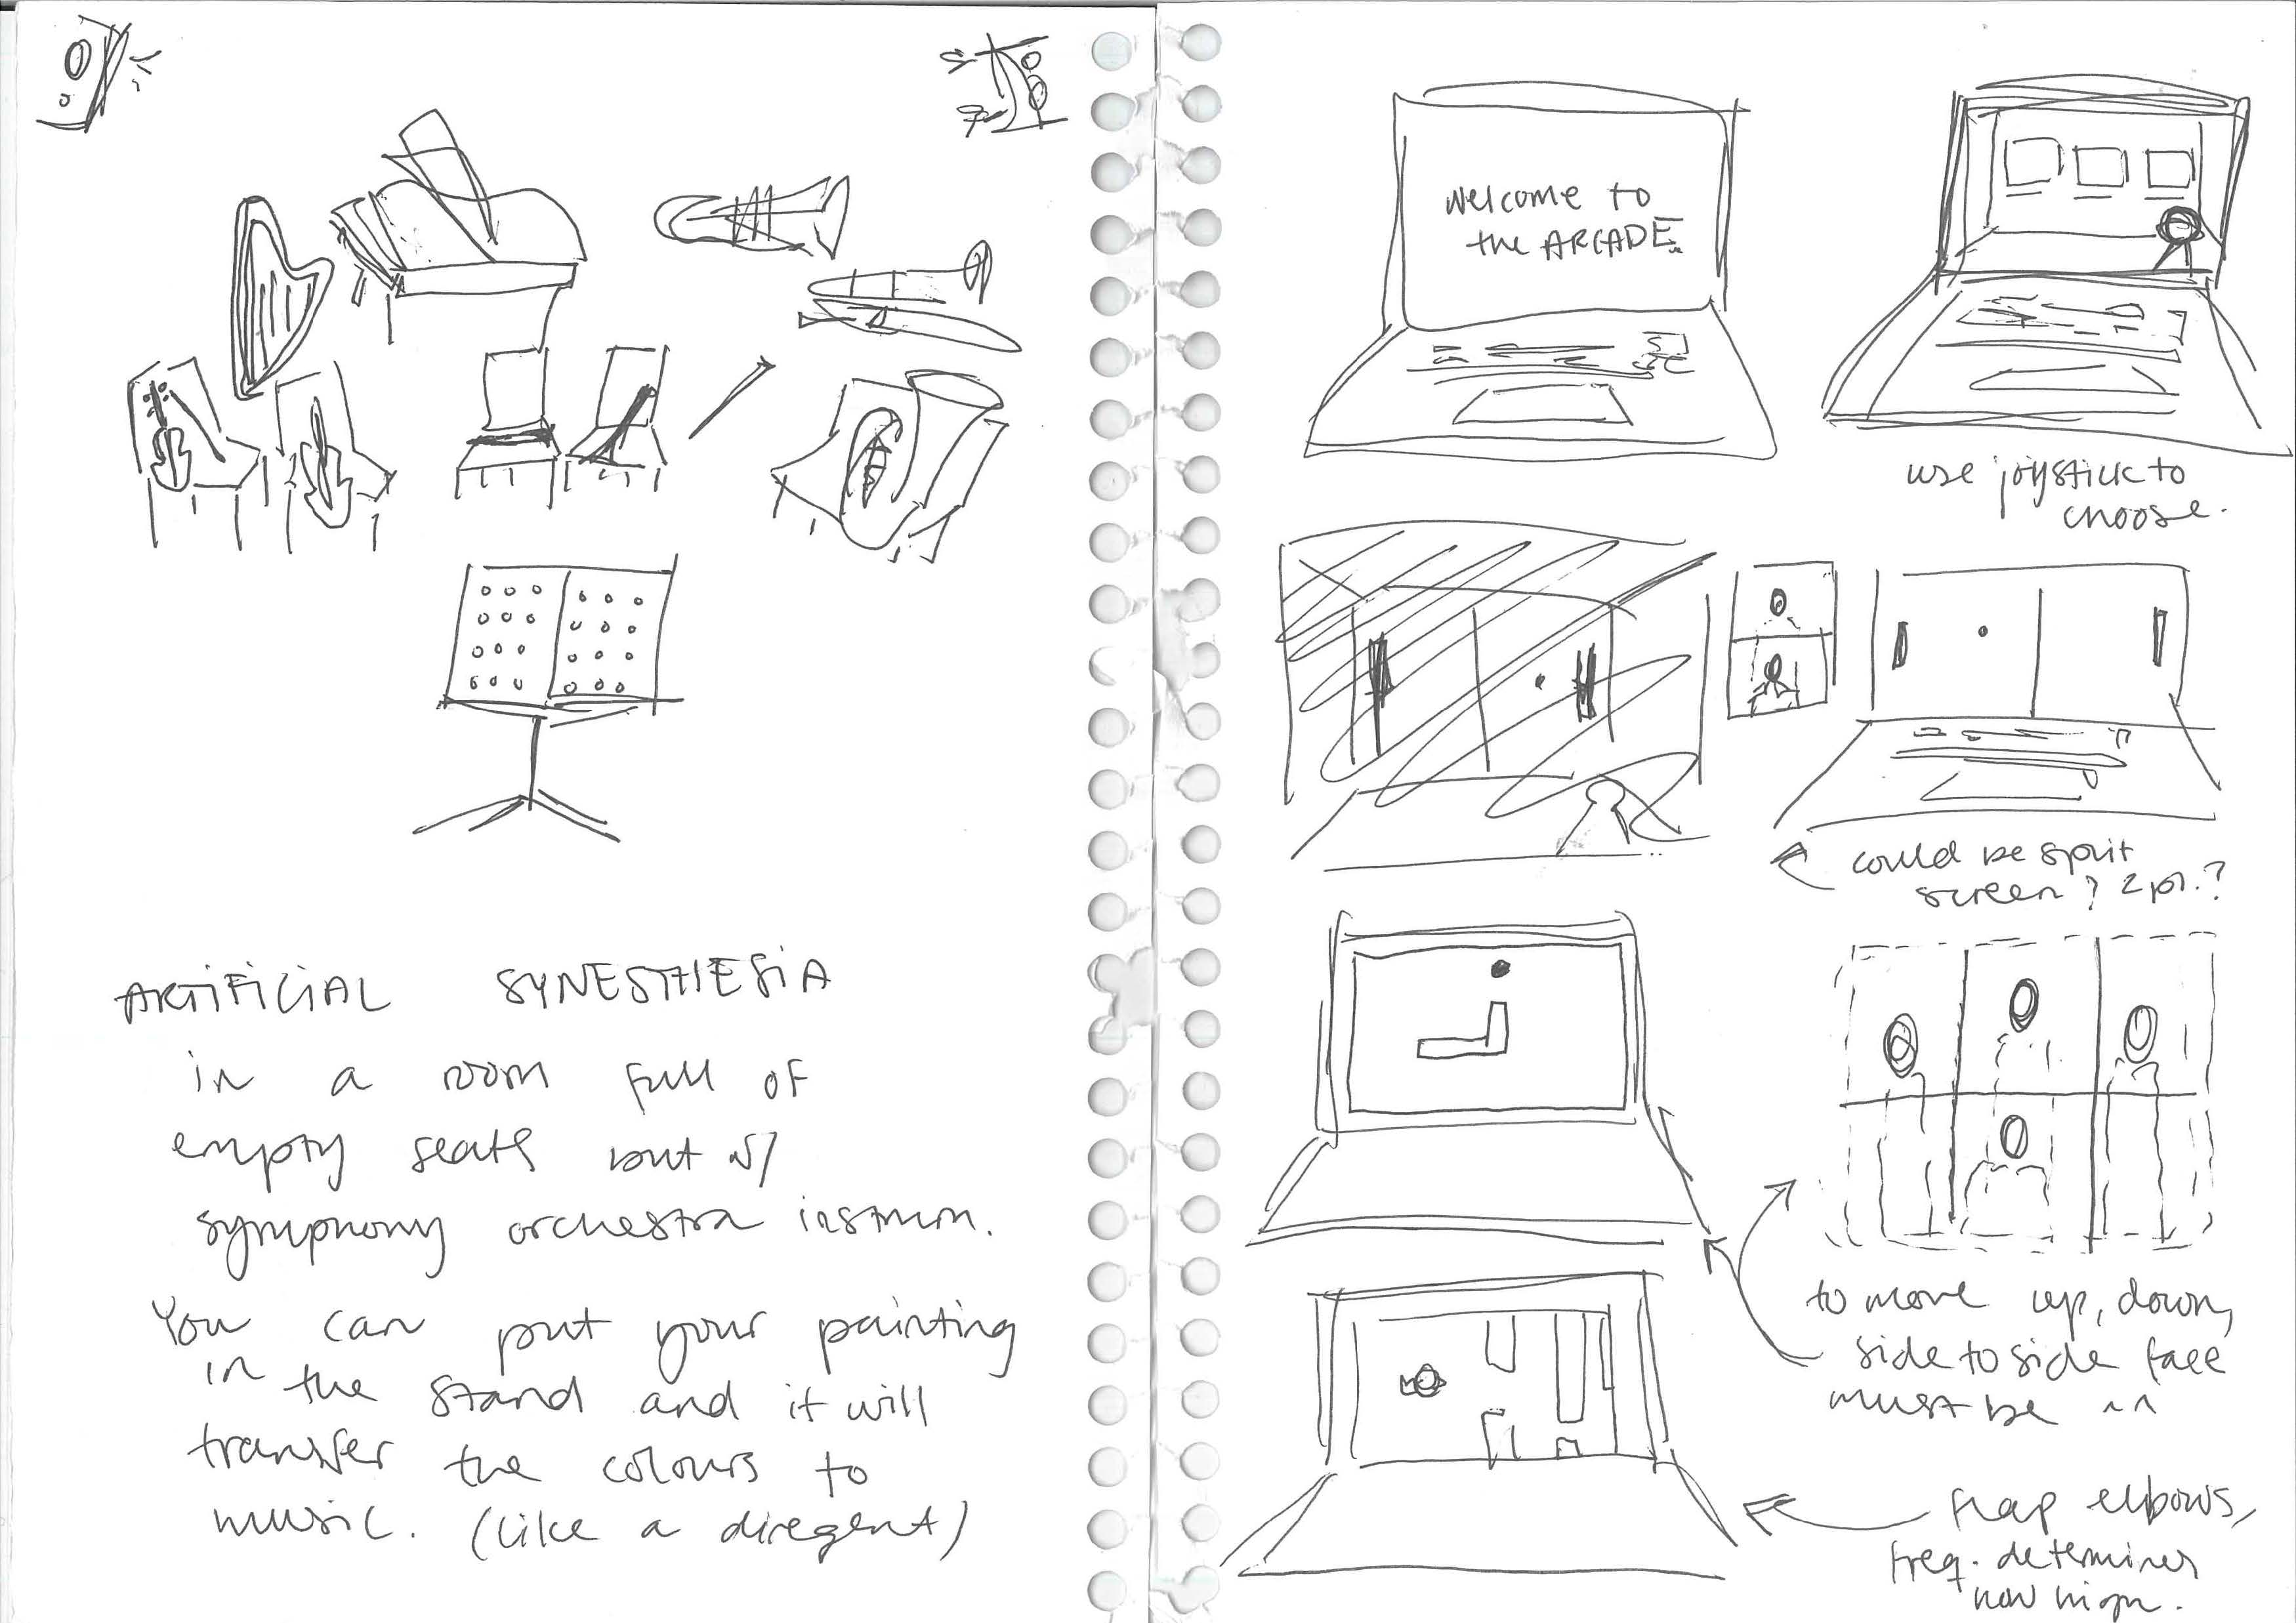 ARTIFICIAL SYNESTHESIA
in a room full of
empty seats but w/
symphony orchestra instrum.
You can put your painting
in the stand and it will
transfer the colours to
music. (like a diregent)
Welcome to
the ARCADE
use joystick to
choose.
could be split
screen? 2 pl.?
to move up, down,
side to side face
must be in
flap elbows,
freq. determines
how high.